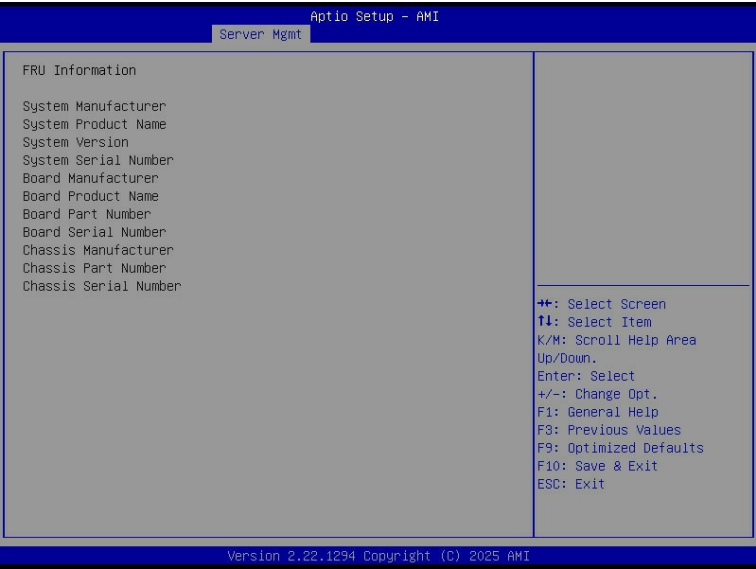 Aptio Setup – AMI
Server Mgmt
FRU Information
System Manufacturer
System Product Name
System Version
System Serial Number
Board Manufacturer
Board Product Name
Board Part Number
Board Serial Number
Chassis Manufacturer
Chassis Part Number
Chassis Serial Number
→←: Select Screen
↑↓: Select Item
K/M: Scroll Help Area
Up/Down.
Enter: Select
+/-: Change Opt.
F1: General Help
F3: Previous Values
F9: Optimized Defaults
F10: Save & Exit
ESC: Exit
Version 2.22.1294 Copyright (C) 2025 AMI